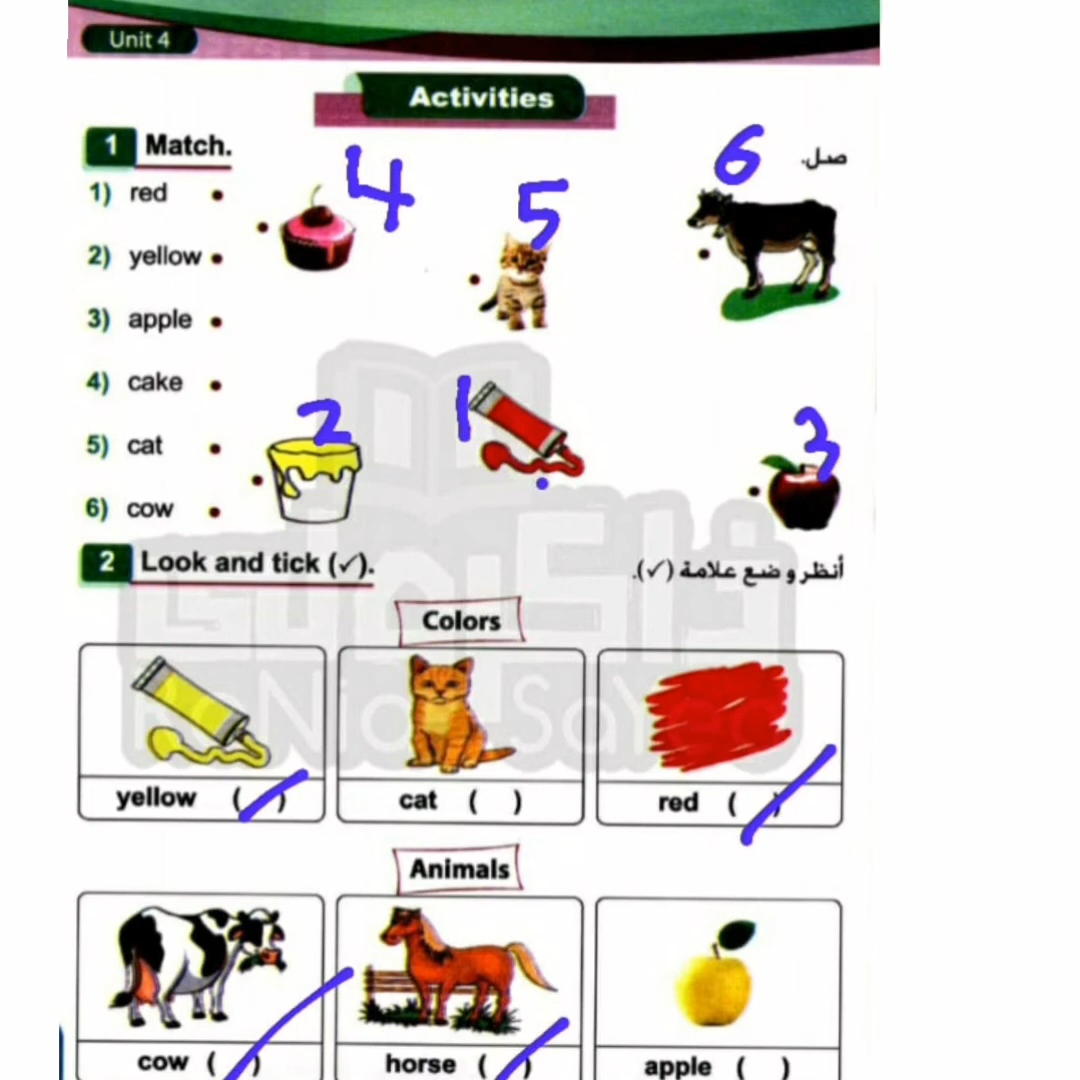 Unit 4
Activities
1 Match.
صل.
6
4
5
1) red
2) yellow
3) apple
4) cake
5) cat
6) cow
2
1
3
2 Look and tick (✓).
أنظر و ضع علامة (✓).
Colors
yellow (/)
cat ( )
red (/)
Animals
cow (/)
horse (/)
apple ( )